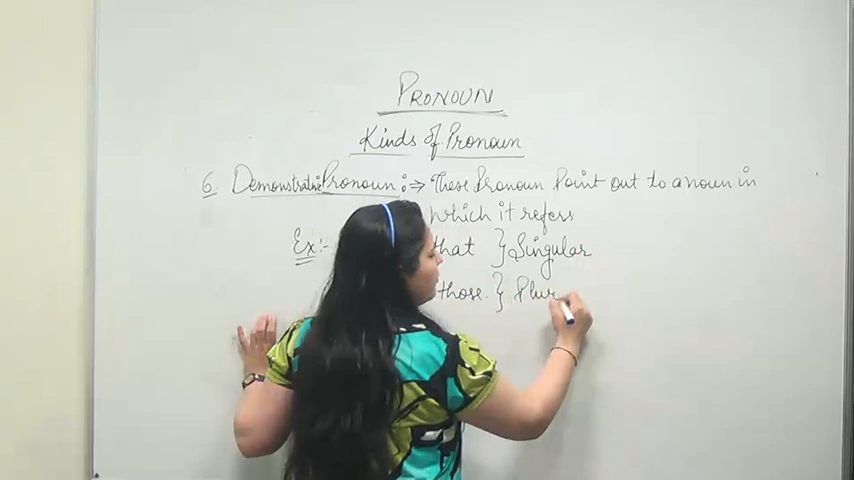 PRONOUN
Kinds of Pronoun
6. Demonstrative Pronoun :⇒ These Pronoun Point out to a noun in
which it refers
Ex:- that } Singular
those. } Plur